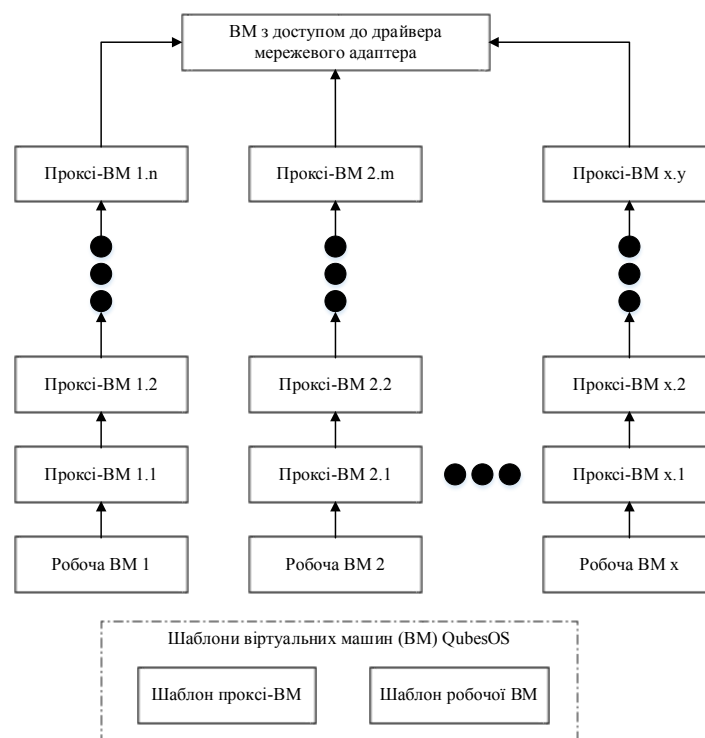 ВМ з доступом до драйвера
мережевого адаптера
Проксі-ВМ 1.n
Проксі-ВМ 2.m
Проксі-ВМ x.y
Проксі-ВМ 1.2
Проксі-ВМ 2.2
Проксі-ВМ x.2
Проксі-ВМ 1.1
Проксі-ВМ 2.1
Проксі-ВМ x.1
Робоча ВМ 1
Робоча ВМ 2
Робоча ВМ x
Шаблони віртуальних машин (ВМ) QubesOS
Шаблон проксі-ВМ
Шаблон робочої ВМ